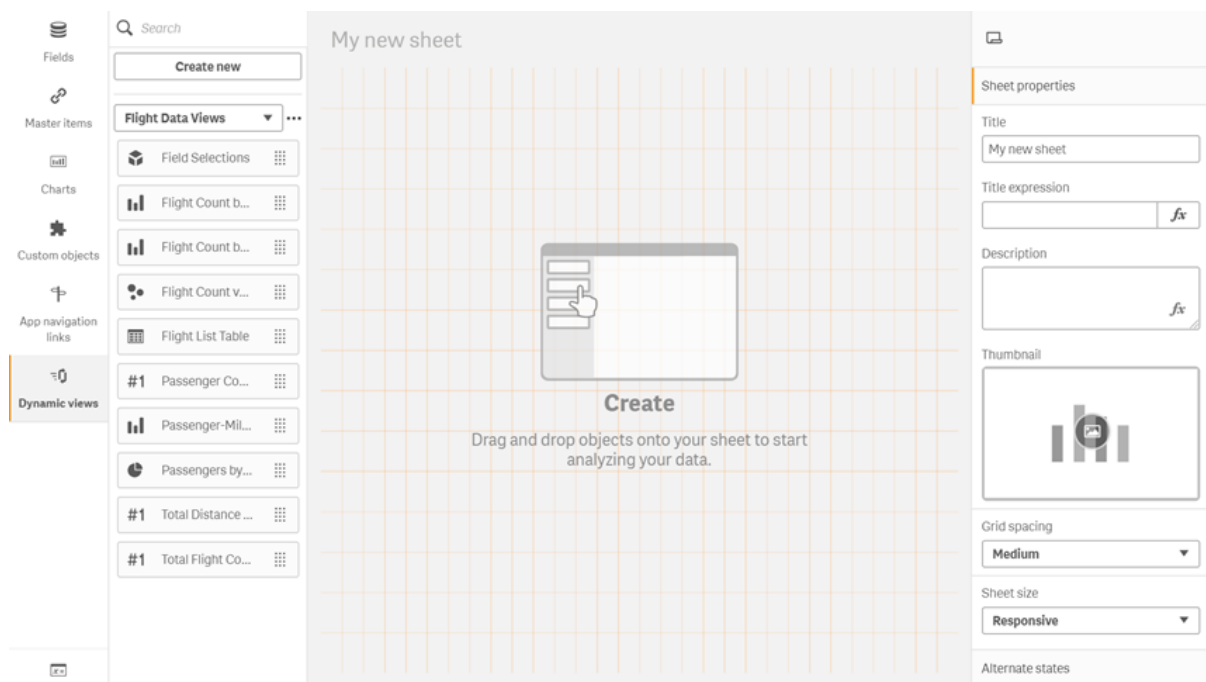 Fields
Master items
Charts
Custom objects
App navigation
links
Dynamic views
Search
Create new
Flight Data Views
Field Selections
Flight Count b...
Flight Count b...
Flight Count v...
Flight List Table
#1 Passenger Co...
Passenger-Mil...
Passengers by...
#1 Total Distance ...
#1 Total Flight Co...
My new sheet
Create
Drag and drop objects onto your sheet to start
analyzing your data.
Sheet properties
Title
My new sheet
Title expression
fx
Description
fx
Thumbnail
Grid spacing
Medium
Sheet size
Responsive
Alternate states